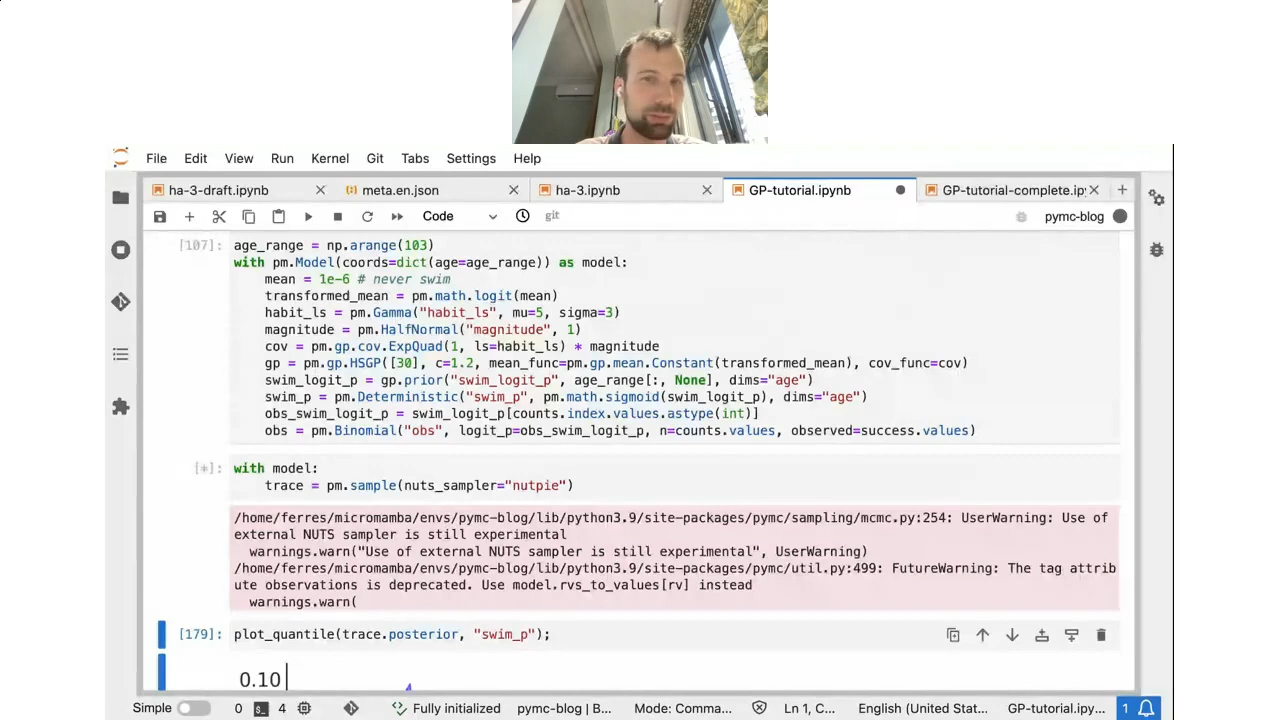 File Edit View Run Kernel Git Tabs Settings Help
ha-3-draft.ipynb meta.en.json ha-3.ipynb GP-tutorial.ipynb GP-tutorial-complete.ip
Code git pymc-blog
[107]: age_range = np.arange(103)
with pm.Model(coords=dict(age=age_range)) as model:
    mean = 1e-6 # never swim
    transformed_mean = pm.math.logit(mean)
    habit_ls = pm.Gamma("habit_ls", mu=5, sigma=3)
    magnitude = pm.HalfNormal("magnitude", 1)
    cov = pm.gp.cov.ExpQuad(1, ls=habit_ls) * magnitude
    gp = pm.gp.HSGP([30], c=1.2, mean_func=pm.gp.mean.Constant(transformed_mean), cov_func=cov)
    swim_logit_p = gp.prior("swim_logit_p", age_range[:, None], dims="age")
    swim_p = pm.Deterministic("swim_p", pm.math.sigmoid(swim_logit_p), dims="age")
    obs_swim_logit_p = swim_logit_p[counts.index.values.astype(int)]
    obs = pm.Binomial("obs", logit_p=obs_swim_logit_p, n=counts.values, observed=success.values)
[*]: with model:
    trace = pm.sample(nuts_sampler="nutpie")
/home/ferres/micromamba/envs/pymc-blog/lib/python3.9/site-packages/pymc/sampling/mcmc.py:254: UserWarning: Use of
external NUTS sampler is still experimental
  warnings.warn("Use of external NUTS sampler is still experimental", UserWarning)
/home/ferres/micromamba/envs/pymc-blog/lib/python3.9/site-packages/pymc/util.py:499: FutureWarning: The tag attrib
ute observations is deprecated. Use model.rvs_to_values[rv] instead
  warnings.warn(
[179]: plot_quantile(trace.posterior, "swim_p");
0.10
Simple 0 4 Fully initialized pymc-blog | B... Mode: Comma... Ln 1, C... English (United Stat... GP-tutorial.ipy... 1